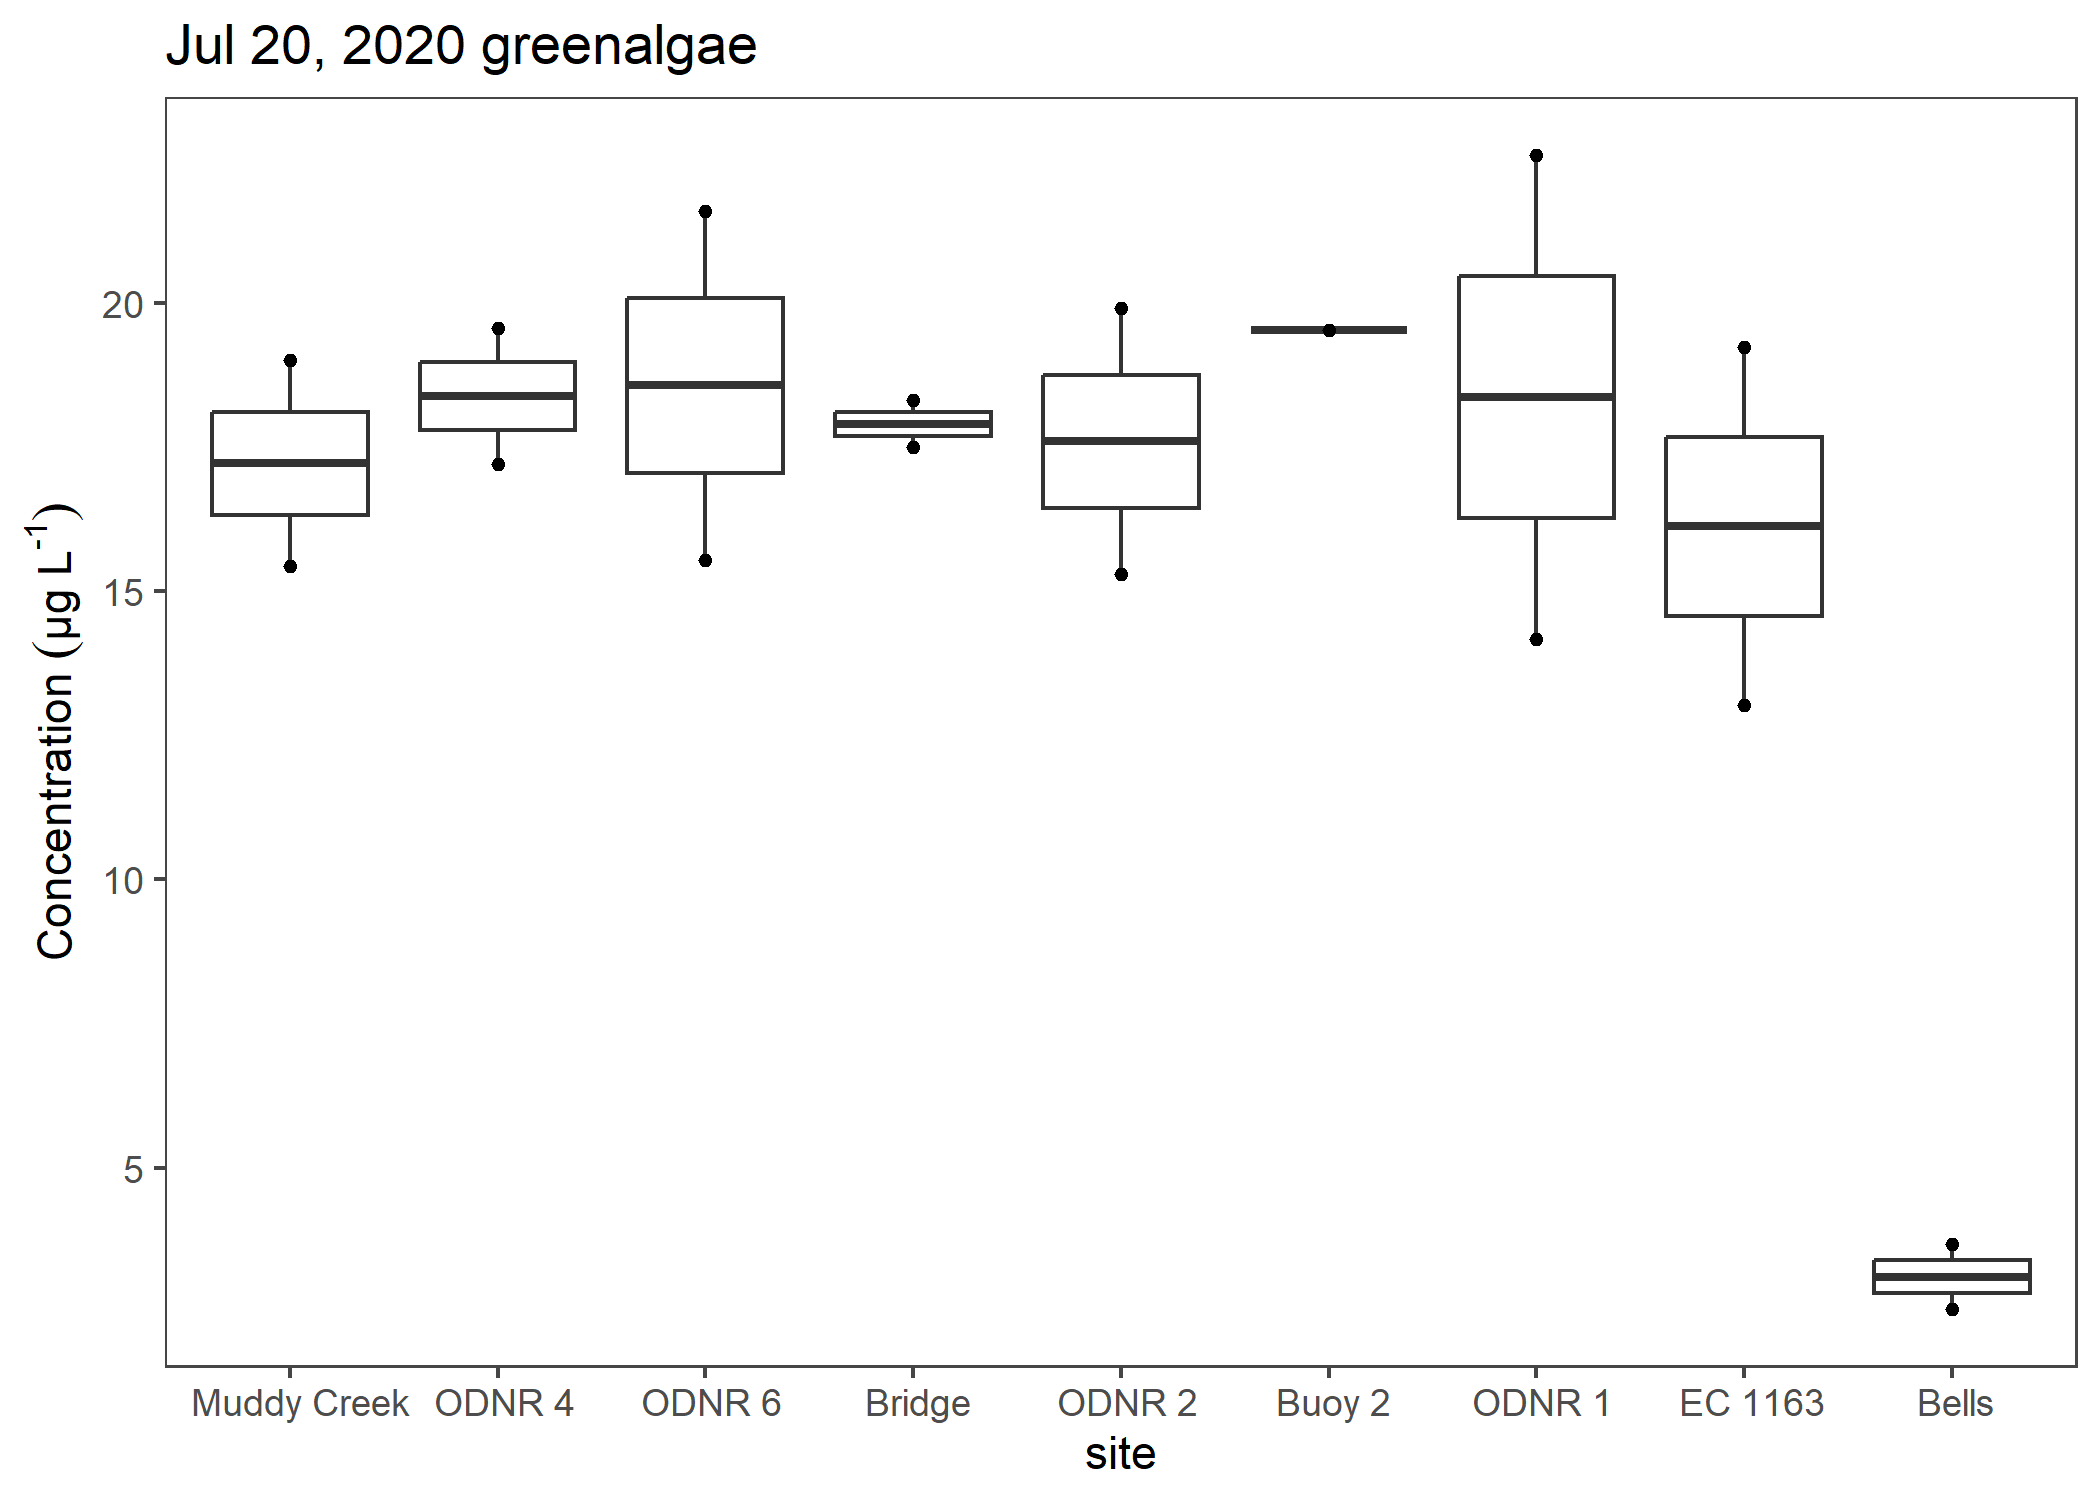 Jul 20, 2020 greenalgae
Concentration (µg L⁻¹)
20
15
10
5
Muddy Creek ODNR 4 ODNR 6 Bridge ODNR 2 Buoy 2 ODNR 1 EC 1163 Bells
site